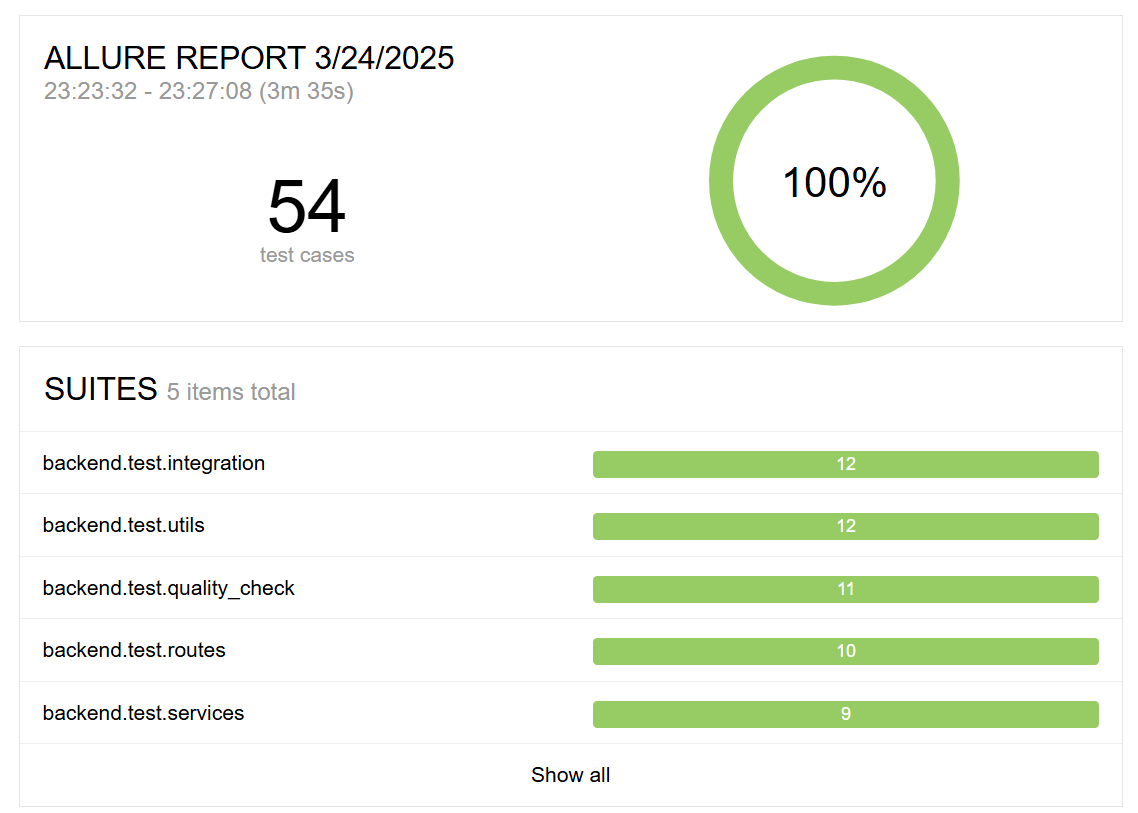 ALLURE REPORT 3/24/2025
23:23:32 - 23:27:08 (3m 35s)
54
test cases
100%
SUITES 5 items total
backend.test.integration 12
backend.test.utils 12
backend.test.quality_check 11
backend.test.routes 10
backend.test.services 9
Show all